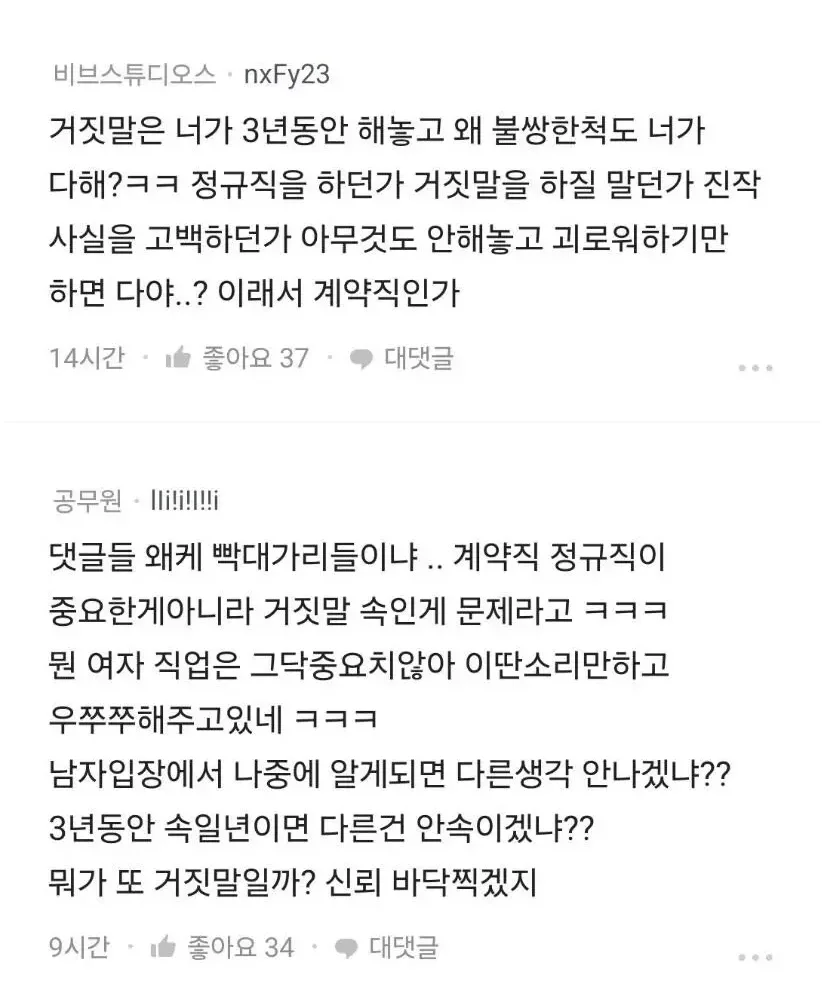 비브스튜디오스 · nxFy23
거짓말은 너가 3년동안 해놓고 왜 불쌍한척도 너가
다해?ㅋㅋ 정규직을 하던가 거짓말을 하질 말던가 진작
사실을 고백하던가 아무것도 안해놓고 괴로워하기만
하면 다야..? 이래서 계약직인가
14시간 · 좋아요 37 · 대댓글
공무원 · lli!i!l!!i
댓글들 왜케 빡대가리들이냐 .. 계약직 정규직이
중요한게아니라 거짓말 속인게 문제라고 ㅋㅋㅋ
뭔 여자 직업은 그닥중요치않아 이딴소리만하고
우쭈쭈해주고있네 ㅋㅋㅋ
남자입장에서 나중에 알게되면 다른생각 안나겠냐??
3년동안 속일년이면 다른건 안속이겠냐??
뭐가 또 거짓말일까? 신뢰 바닥찍겠지
9시간 · 좋아요 34 · 대댓글